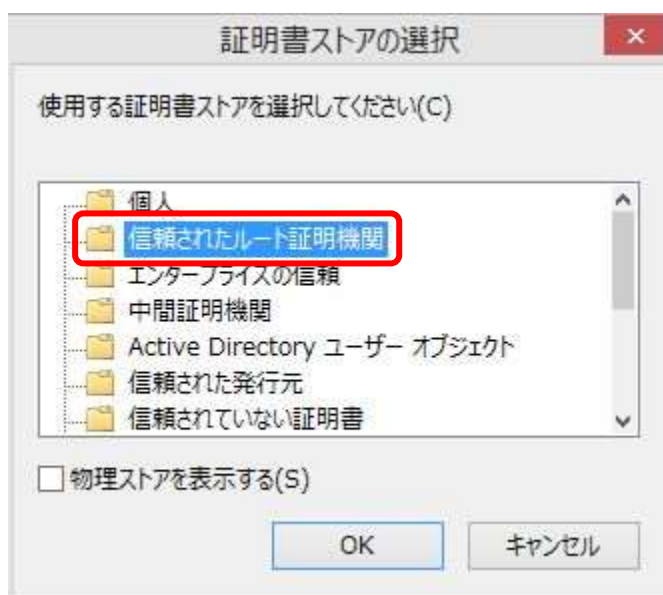 証明書ストアの選択
使用する証明書ストアを選択してください(C)
個人
信頼されたルート証明機関
エンタープライズの信頼
中間証明機関
Active Directory ユーザー オブジェクト
信頼された発行元
信頼されていない証明書
物理ストアを表示する(S)
OK
キャンセル